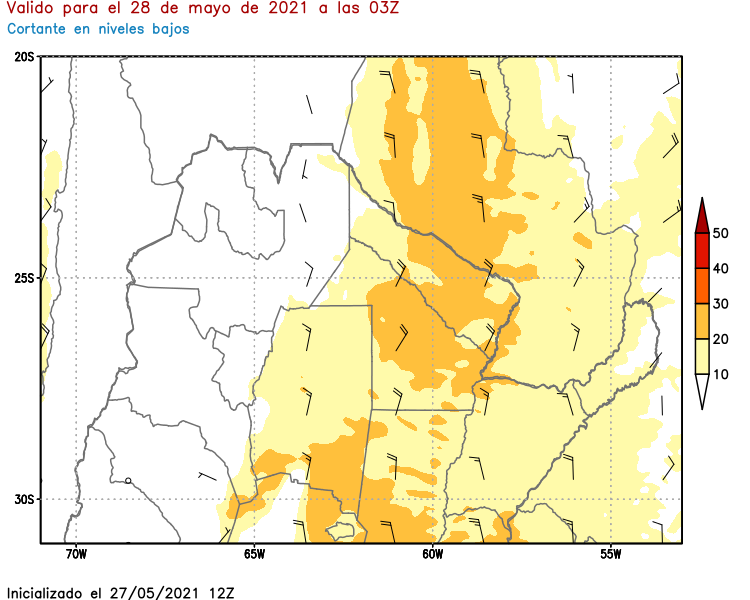 Valido para el 28 de mayo de 2021 a las 03Z
Cortante en niveles bajos
20S
25S
30S
70W
65W
60W
55W
50
40
30
20
10
Inicializado el 27/05/2021 12Z